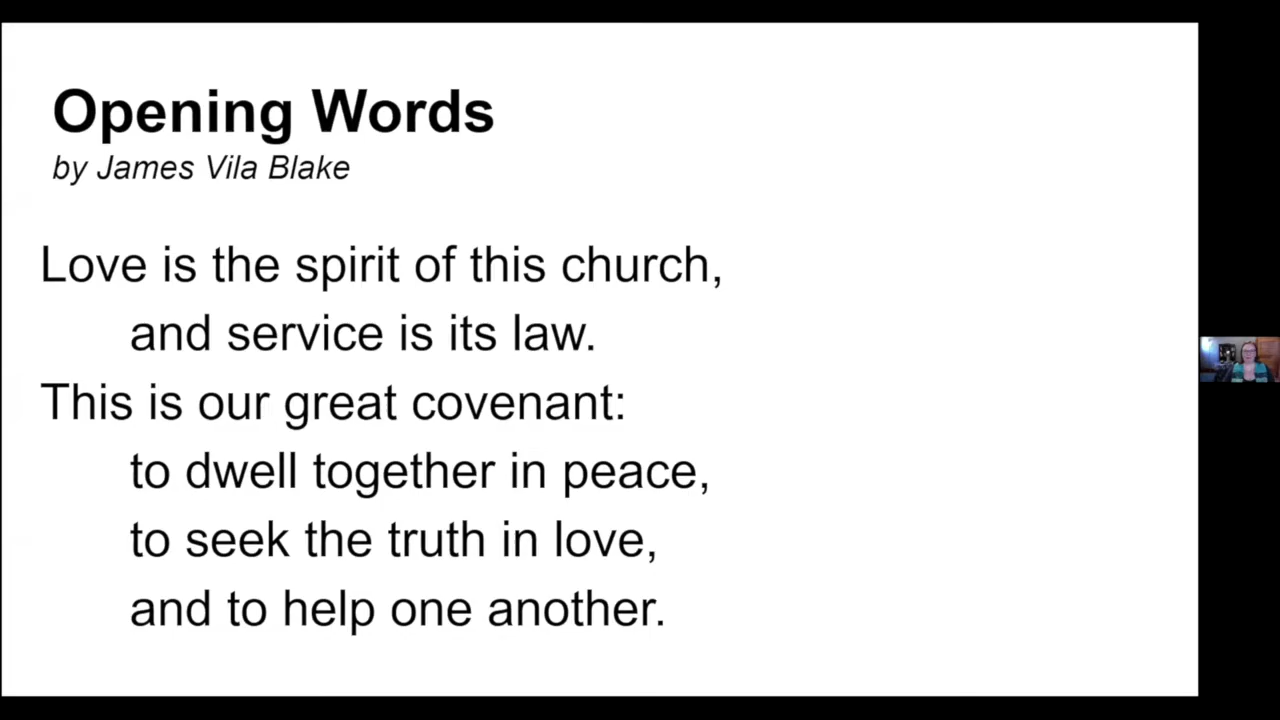 Opening Words
by James Vila Blake
Love is the spirit of this church,
and service is its law.
This is our great covenant:
to dwell together in peace,
to seek the truth in love,
and to help one another.